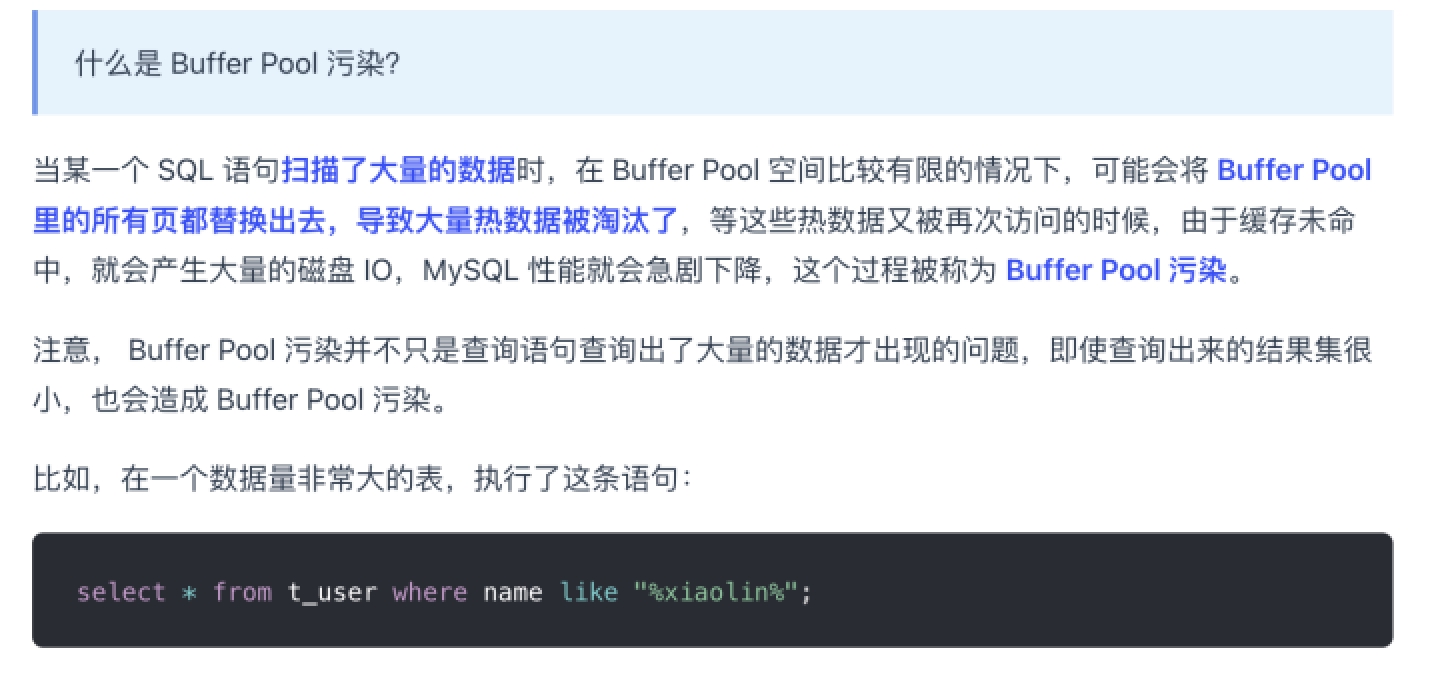 什么是 Buffer Pool 污染?
当某一个 SQL 语句扫描了大量的数据时，在 Buffer Pool 空间比较有限的情况下，可能会将 Buffer Pool
里的所有页都替换出去，导致大量热数据被淘汰了，等这些热数据又被再次访问的时候，由于缓存未命
中，就会产生大量的磁盘 IO，MySQL 性能就会急剧下降，这个过程被称为 Buffer Pool 污染。
注意， Buffer Pool 污染并不只是查询语句查询出了大量的数据才出现的问题，即使查询出来的结果集很
小，也会造成 Buffer Pool 污染。
比如，在一个数据量非常大的表，执行了这条语句：
select * from t_user where name like "%xiaolin%";